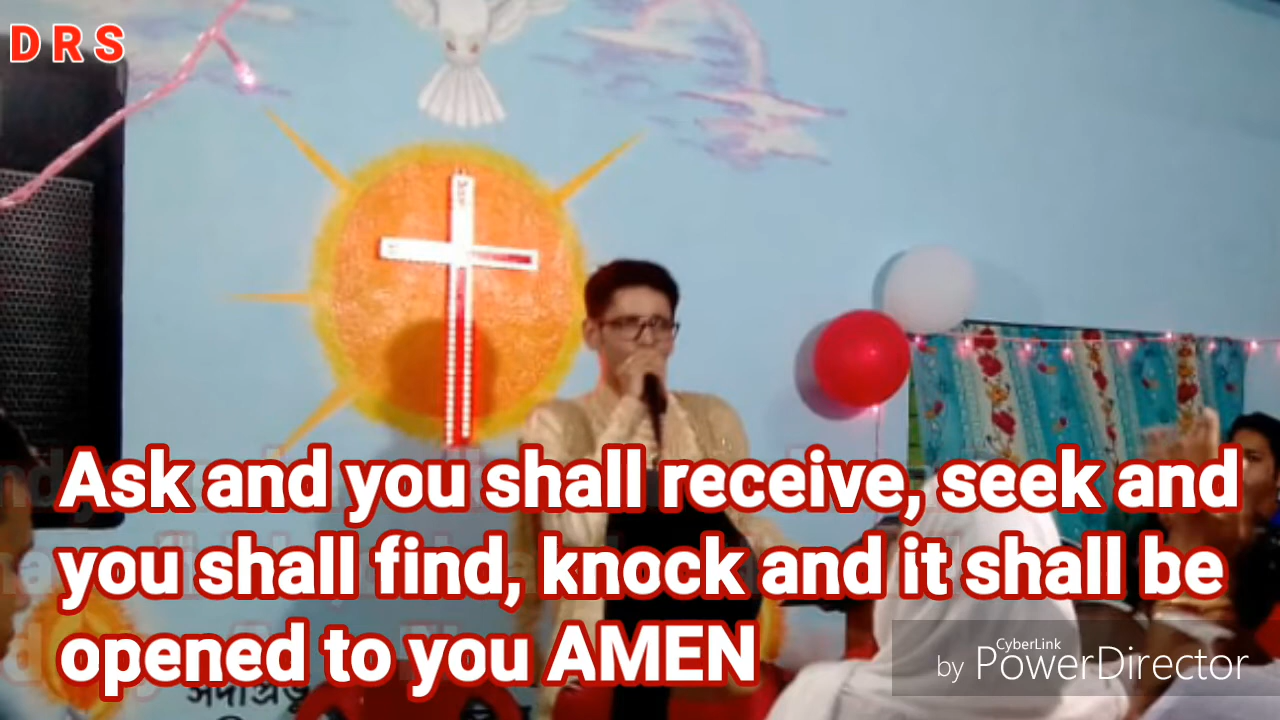 D R S
Ask and you shall receive, seek and
you shall find, knock and it shall be
opened to you AMEN
CyberLink
by PowerDirector